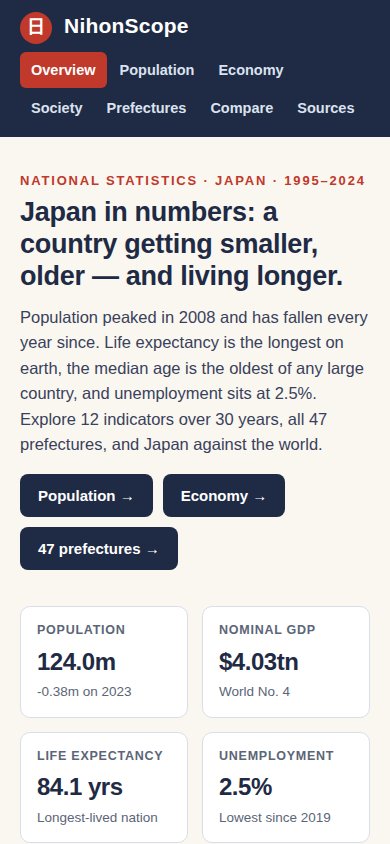 日 NihonScope
Overview Population Economy
Society Prefectures Compare Sources
NATIONAL STATISTICS · JAPAN · 1995–2024
Japan in numbers: a
country getting smaller,
older — and living longer.
Population peaked in 2008 and has fallen every
year since. Life expectancy is the longest on
earth, the median age is the oldest of any large
country, and unemployment sits at 2.5%.
Explore 12 indicators over 30 years, all 47
prefectures, and Japan against the world.
Population → Economy →
47 prefectures →
POPULATION
124.0m
-0.38m on 2023
NOMINAL GDP
$4.03tn
World No. 4
LIFE EXPECTANCY
84.1 yrs
Longest-lived nation
UNEMPLOYMENT
2.5%
Lowest since 2019